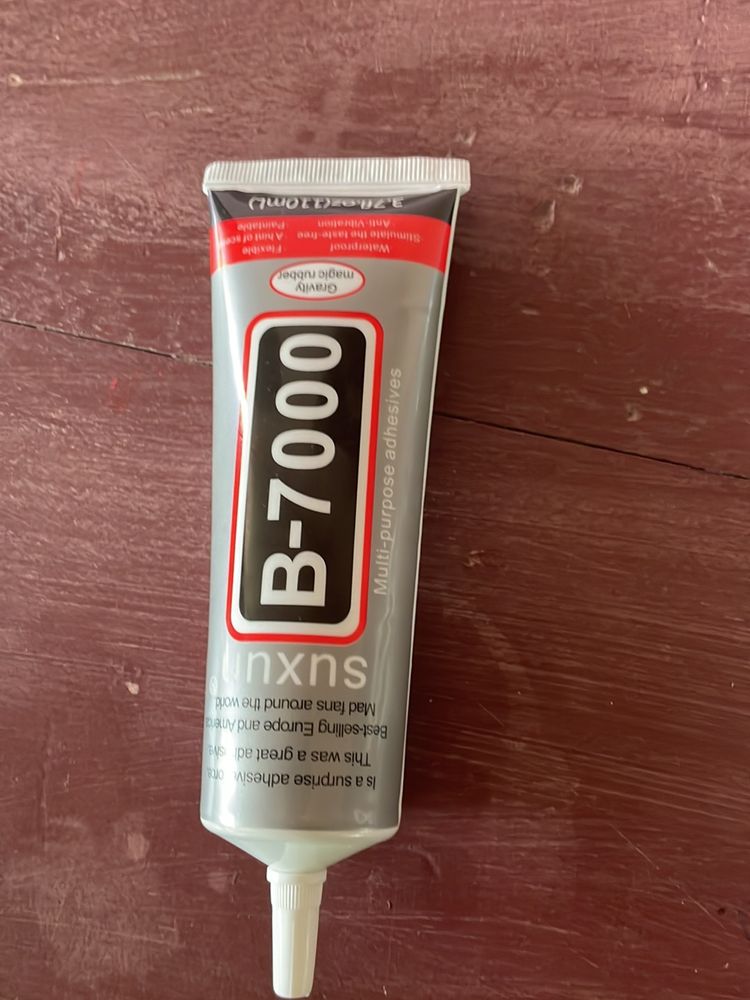 Is a surprise adhesive force.
This was a great adhesive.
Best-selling Europe and America
Mad fans around the world
suxun®
B-7000
Multi-purpose adhesives
Gravity
magic rubber
Waterproof ·Flexible
Stimulate the taste-free ·A hint of
·Anti-Vibration ·Paintable
3.7fl.oz(110mL)